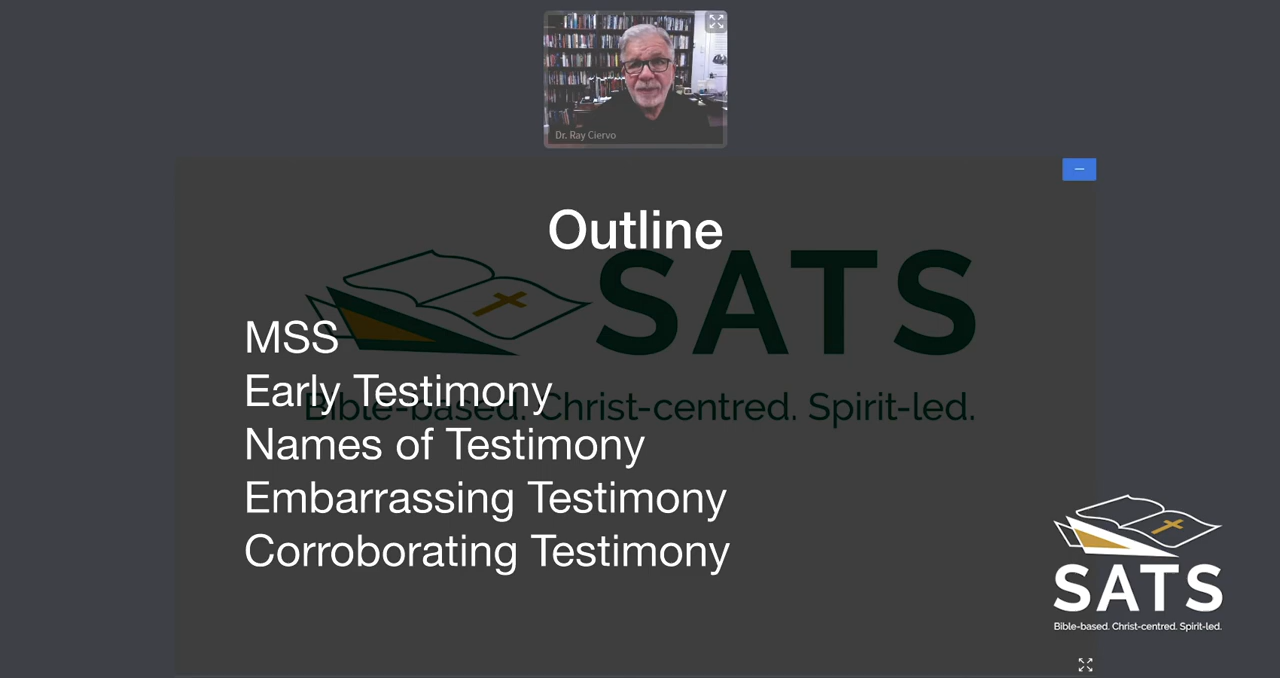 Dr. Ray Ciervo
Outline
SATS
Bible-based. Christ-centred. Spirit-led.
MSS
Early Testimony
Names of Testimony
Embarrassing Testimony
Corroborating Testimony
SATS
Bible-based. Christ-centred. Spirit-led.